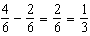 4/6 − 2/6 = 2/6 = 1/3